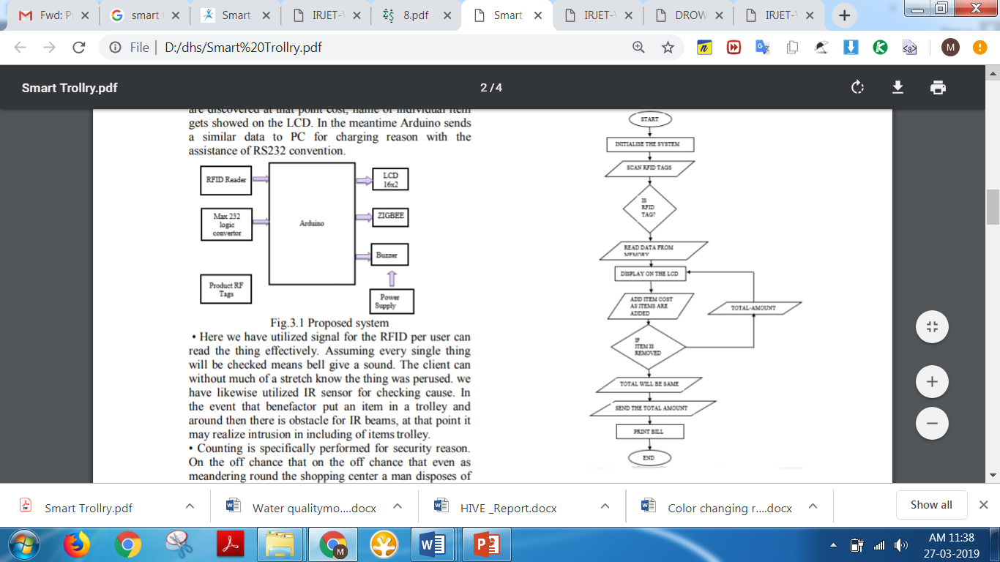 Fwd: P
smart
Smart
IRJET-
8.pdf
Smart
IRJET-
DROW
IRJET-
File | D:/dhs/Smart%20Trollry.pdf
M
Smart Trollry.pdf
2 / 4
are discovered at that point cost, name of individual item
gets showed on the LCD. In the meantime Arduino sends
a similar data to PC for charging reason with the
assistance of RS232 convention.
RFID Reader
Max 232
logic
convertor
Product RF
Tags
Arduino
LCD
16x2
ZIGBEE
Buzzer
Power
Supply
Fig.3.1 Proposed system
• Here we have utilized signal for the RFID per user can
read the thing effectively. Assuming every single thing
will be checked means bell give a sound. The client can
without much of a stretch know the thing was perused. we
have likewise utilized IR sensor for checking cause. In
the event that benefactor put an item in a trolley and
around then there is obstacle for IR beams, at that point it
may realize intrusion in including of items trolley.
• Counting is specifically performed for security reason.
On the off chance that on the off chance that even as
meandering round the shopping center a man disposes of
START
INITIALISE THE SYSTEM
SCAN RFID TAGS
IS
RFID
TAG?
READ DATA FROM
MEMORY
DISPLAY ON THE LCD
ADD ITEM COST
AS ITEMS ARE
ADDED
TOTAL-AMOUNT
IF
ITEM IS
REMOVED
TOTAL WILL BE SAME
SEND THE TOTAL AMOUNT
PRINT BILL
END
Smart Trollry.pdf
Water qualitymo....docx
HIVE _Report.docx
Color changing r....docx
Show all
AM 11:38
27-03-2019